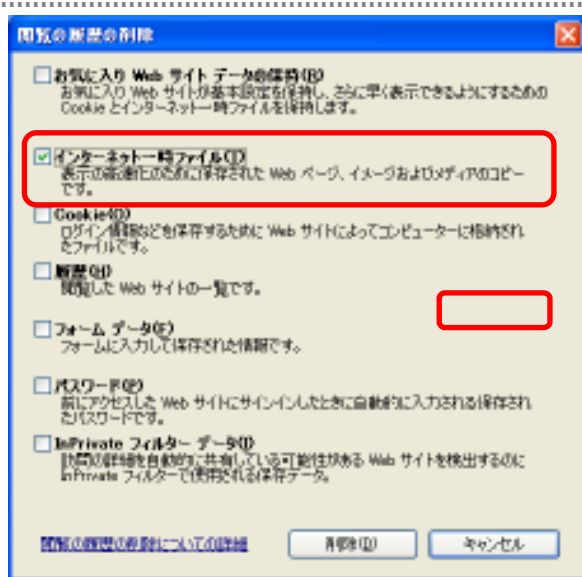 閲覧の履歴の削除
お気に入り Web サイト データの保持(R)
お気に入り Web サイトが基本設定を保持し、さらに早く表示できるようにするための
Cookie とインターネット一時ファイルを保持します。
インターネット一時ファイル(T)
表示の高速化のために保存された Web ページ、イメージおよびメディアのコピー
です。
Cookie(O)
ログイン情報などを保存するために Web サイトによってコンピューターに格納され
たファイルです。
履歴(H)
閲覧した Web サイトの一覧です。
フォーム データ(F)
フォームに入力して保存された情報です。
パスワード(P)
前にアクセスした Web サイトにサインインしたときに自動的に入力される保存され
たパスワードです。
InPrivate フィルター データ(I)
訪問の詳細を自動的に共有している可能性がある Web サイトを検出するのに
InPrivate フィルターで使用される保存データ。
閲覧の履歴の削除についての詳細
削除(D)
キャンセル